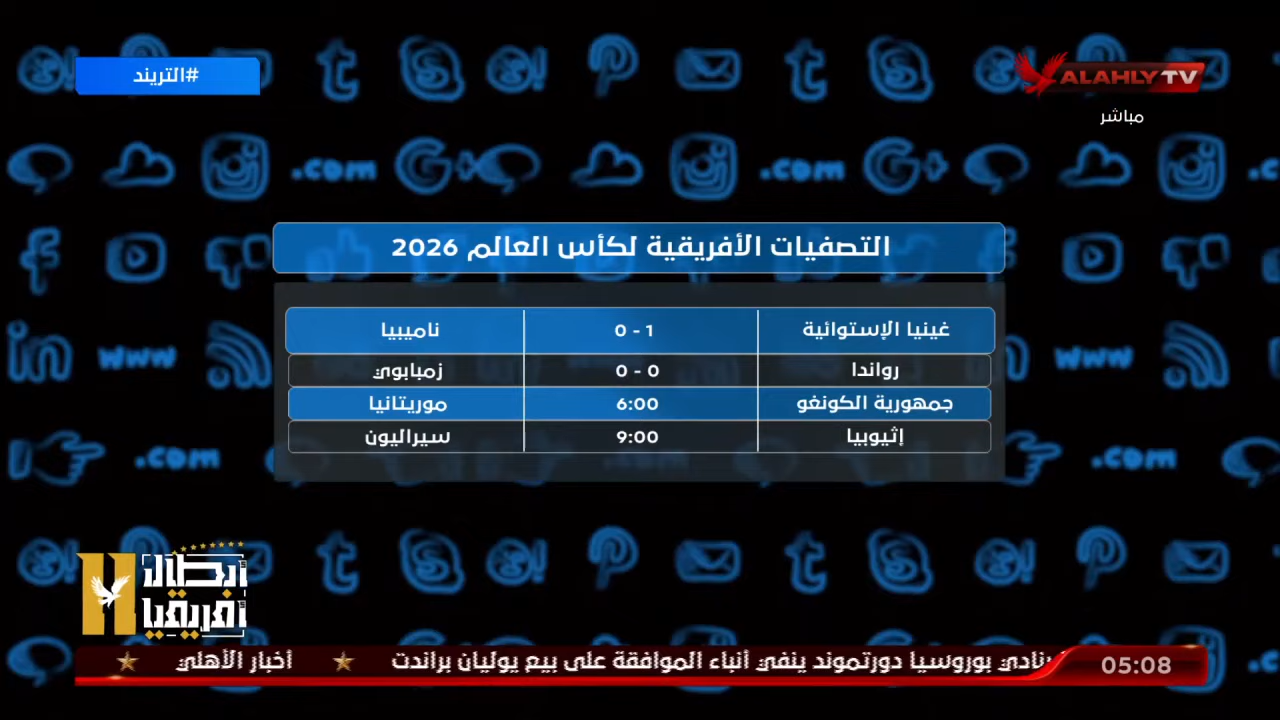 #التريند
ALAHLY TV
مباشر
التصفيات الأفريقية لكأس العالم 2026
غينيا الإستوائية 1 - 0 ناميبيا
رواندا 0 - 0 زمبابوي
جمهورية الكونغو 6:00 موريتانيا
إثيوبيا 9:00 سيراليون
أبطال
أفريقيا
نادي بوروسيا دورتموند ينفي أنباء الموافقة على بيع يوليان براندت أخبار الأهلي
05:08